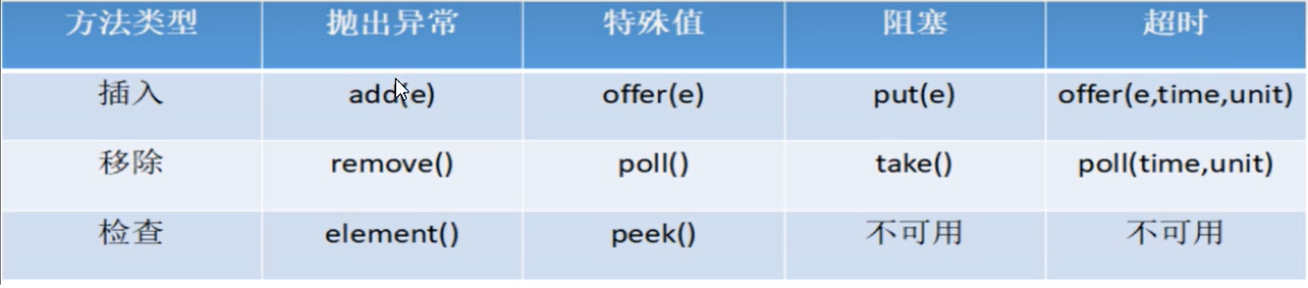 方法类型 抛出异常 特殊值 阻塞 超时
插入 add(e) offer(e) put(e) offer(e,time,unit)
移除 remove() poll() take() poll(time,unit)
检查 element() peek() 不可用 不可用